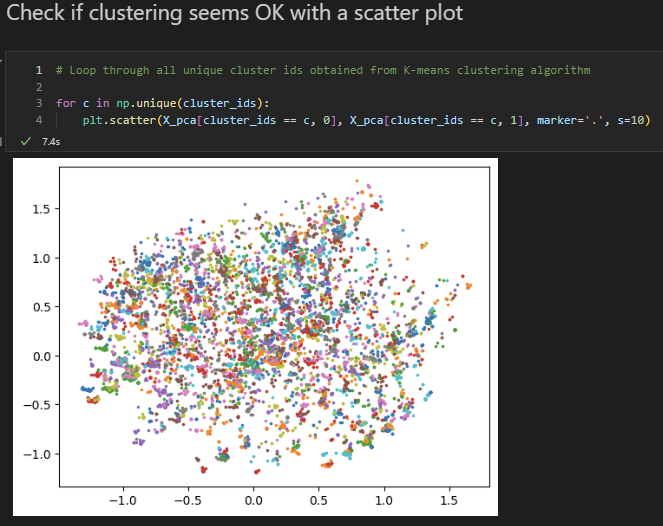 Check if clustering seems OK with a scatter plot
1 # Loop through all unique cluster ids obtained from K-means clustering algorithm
2
3 for c in np.unique(cluster_ids):
4 plt.scatter(X_pca[cluster_ids == c, 0], X_pca[cluster_ids == c, 1], marker='.', s=10)
7.4s
1.5
1.0
0.5
0.0
−0.5
−1.0
−1.0 −0.5 0.0 0.5 1.0 1.5